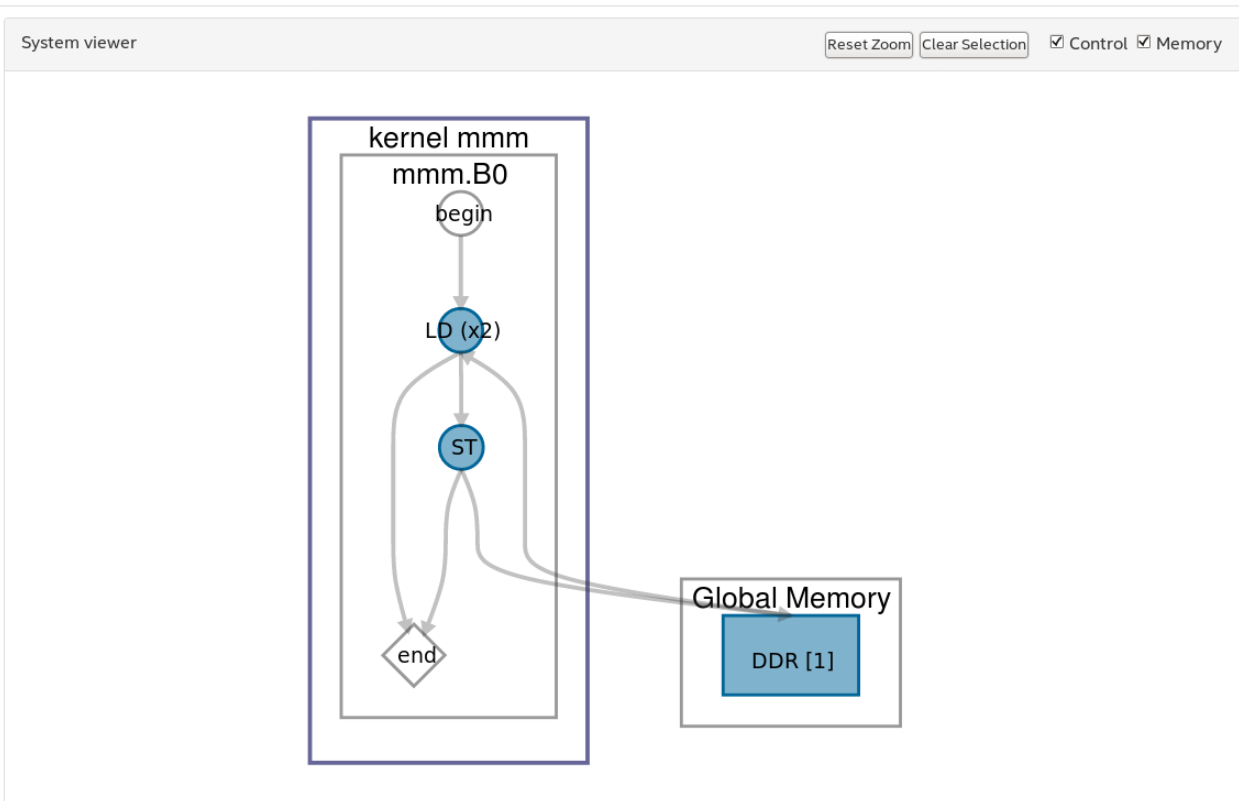 System viewer
Reset Zoom
Clear Selection
Control
Memory
kernel mmm
mmm.B0
begin
LD (x2)
ST
end
Global Memory
DDR [1]